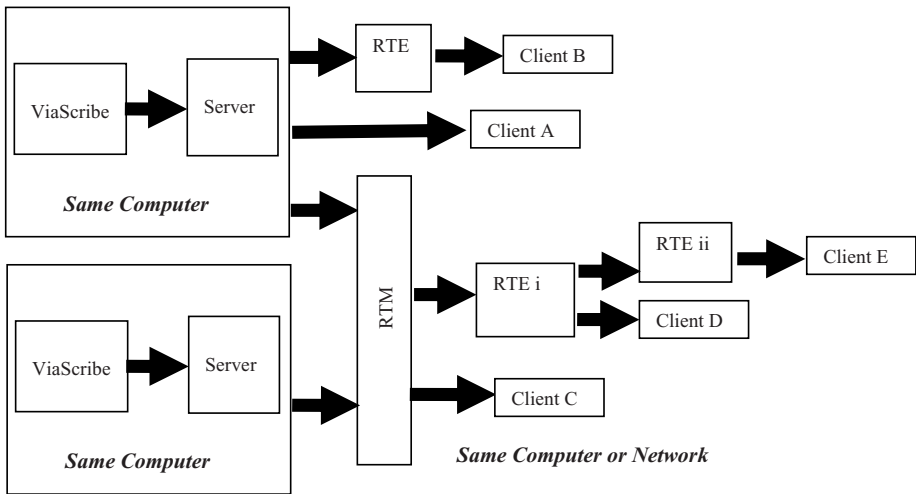 RTE
Client B
ViaScribe
Server
Client A
Same Computer
RTM
RTE i
RTE ii
Client E
Client D
ViaScribe
Server
Client C
Same Computer
Same Computer or Network